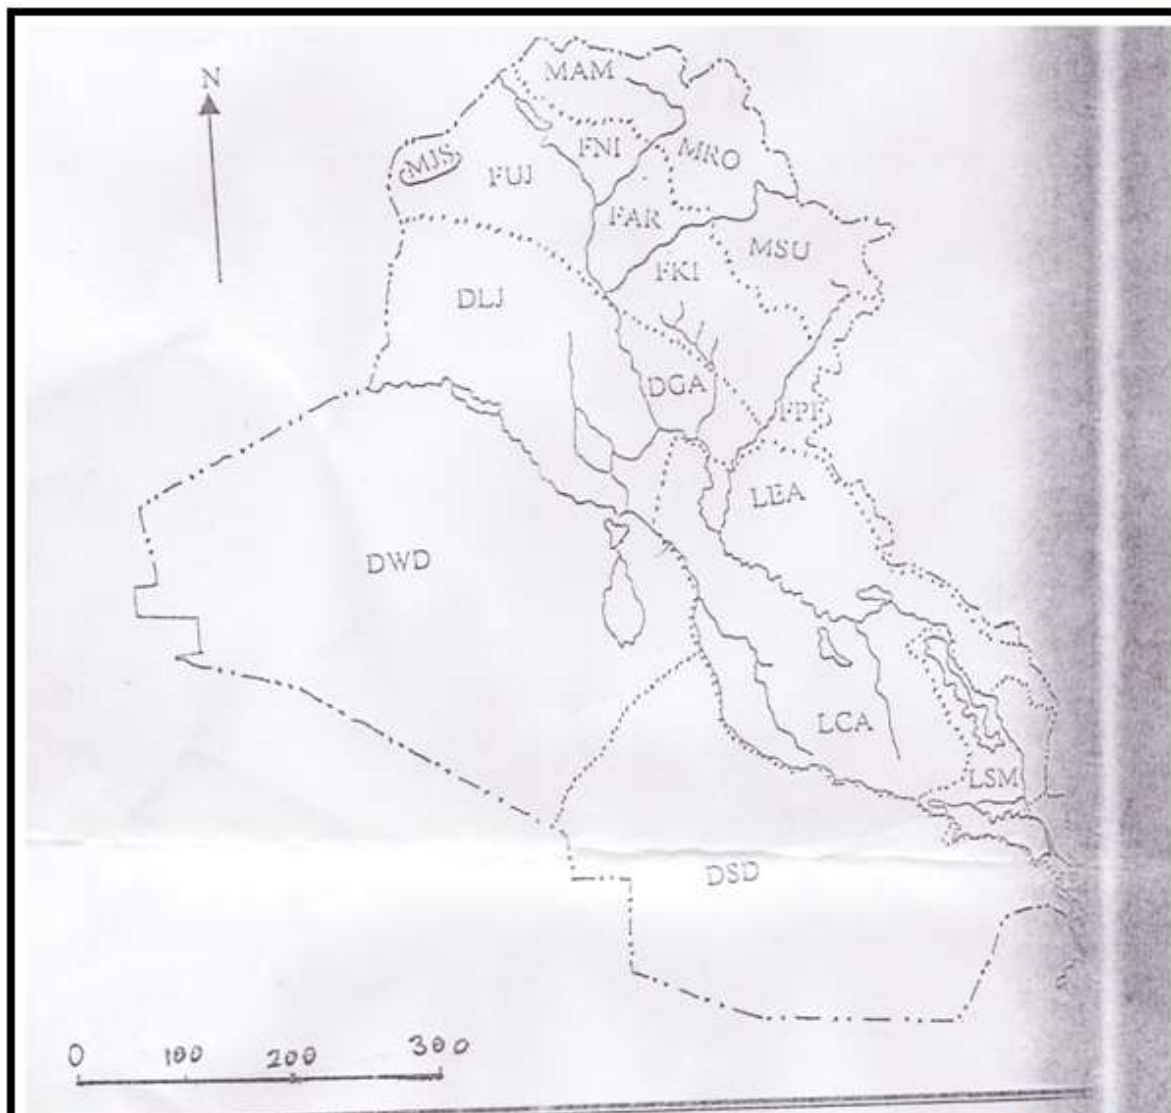 MAM
N
FNI
MRO
MJS
FUJ
FAR
MSU
FKI
DLJ
DGA
FPF
LEA
DWD
LCA
LSM
DSD
0 100 200 300